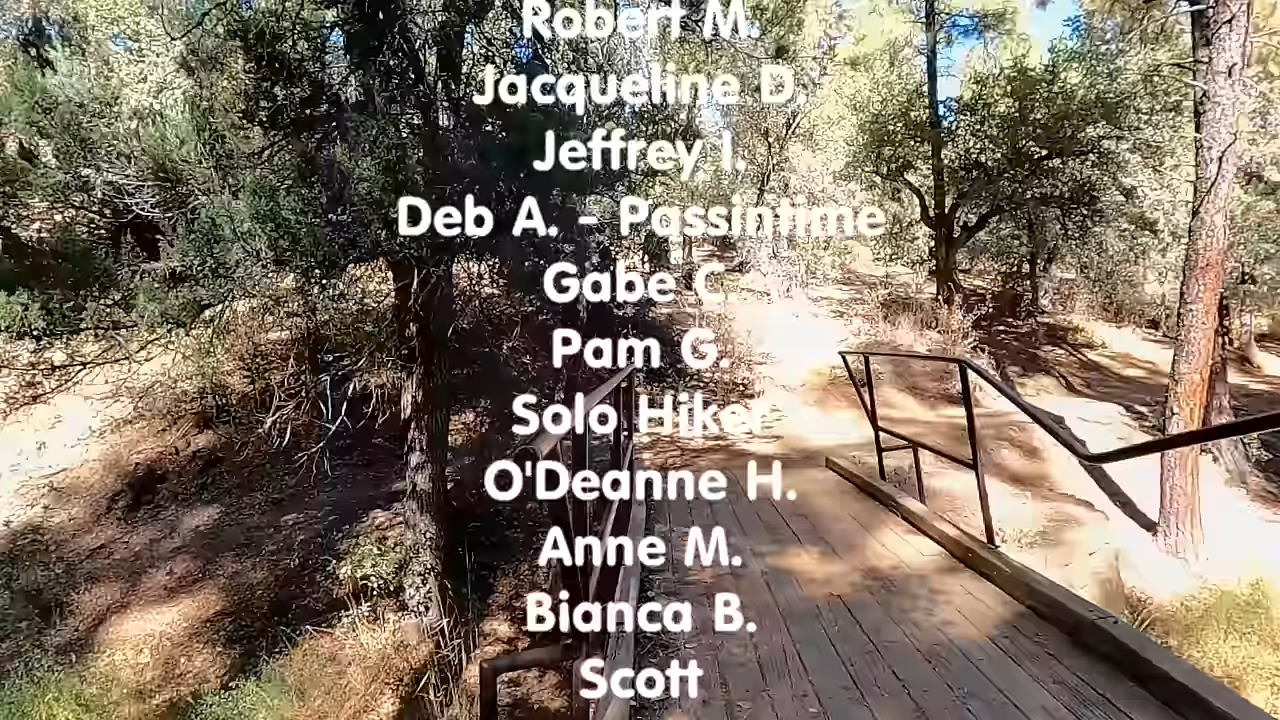 Robert M.
Jacqueline D.
Jeffrey I.
Deb A. - Passintime
Gabe C.
Pam G.
Solo Hiker
O'Deanne H.
Anne M.
Bianca B.
Scott